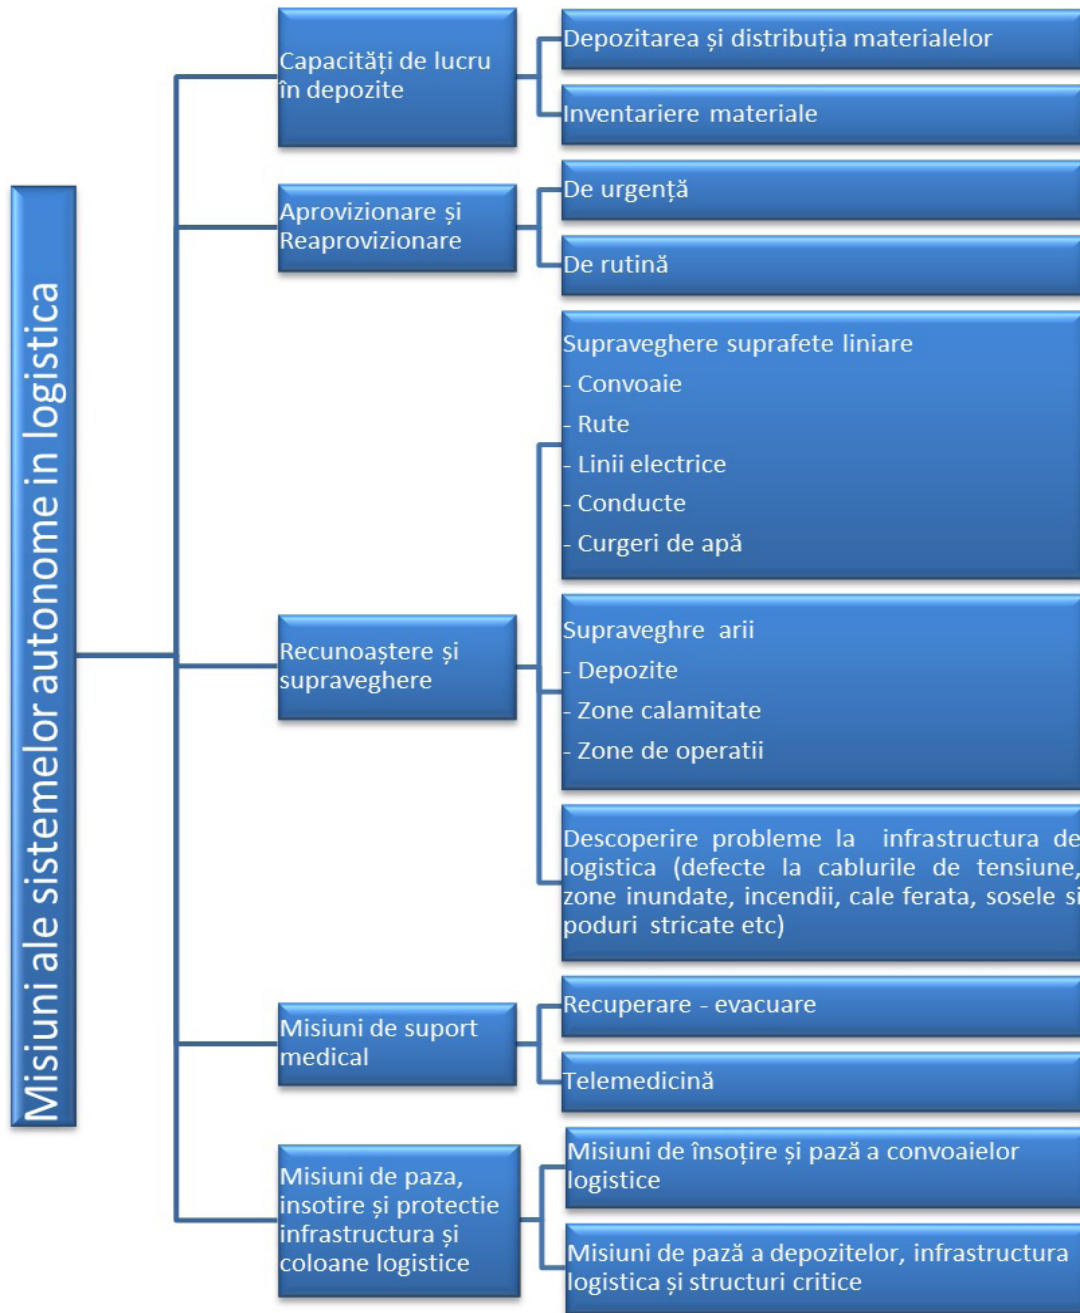 Misiuni ale sistemelor autonome in logistica
Capacități de lucru
în depozite
Depozitarea și distribuția materialelor
Inventariere materiale
Aprovizionare și
Reaprovizionare
De urgență
De rutină
Recunoaștere și
supraveghere
Supraveghere suprafete liniare
- Convoaie
- Rute
- Linii electrice
- Conducte
- Curgeri de apă
Supraveghre arii
- Depozite
- Zone calamitate
- Zone de operatii
Descoperire probleme la infrastructura de
logistica (defecte la cablurile de tensiune,
zone inundate, incendii, cale ferata, sosele si
poduri stricate etc)
Misiuni de suport
medical
Recuperare - evacuare
Telemedicină
Misiuni de paza,
insotire și protectie
infrastructura și
coloane logistice
Misiuni de însoțire și pază a convoaielor
logistice
Misiuni de pază a depozitelor, infrastructura
logistica și structuri critice